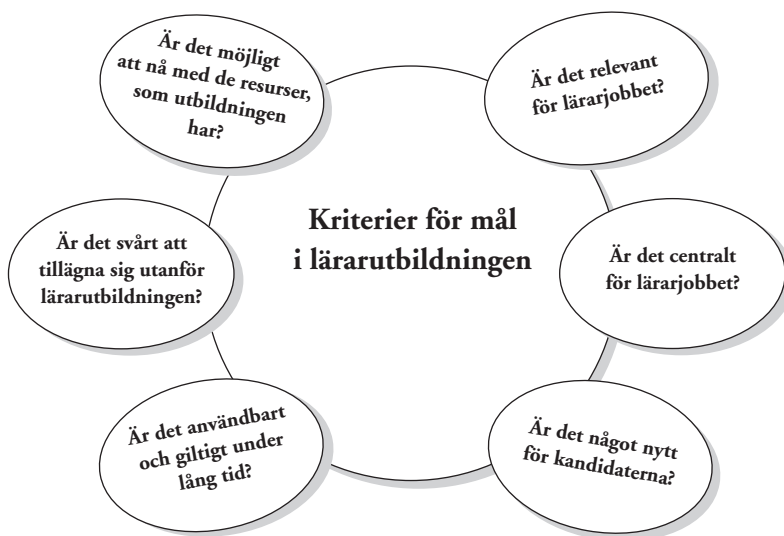 Kriterier för mål
i lärarutbildningen
Är det relevant
för lärarjobbet?
Är det centralt
för lärarjobbet?
Är det något nytt
för kandidaterna?
Är det användbart
och giltigt under
lång tid?
Är det svårt att
tillägna sig utanför
lärarutbildningen?
Är det möjligt
att nå med de resurser,
som utbildningen
har?